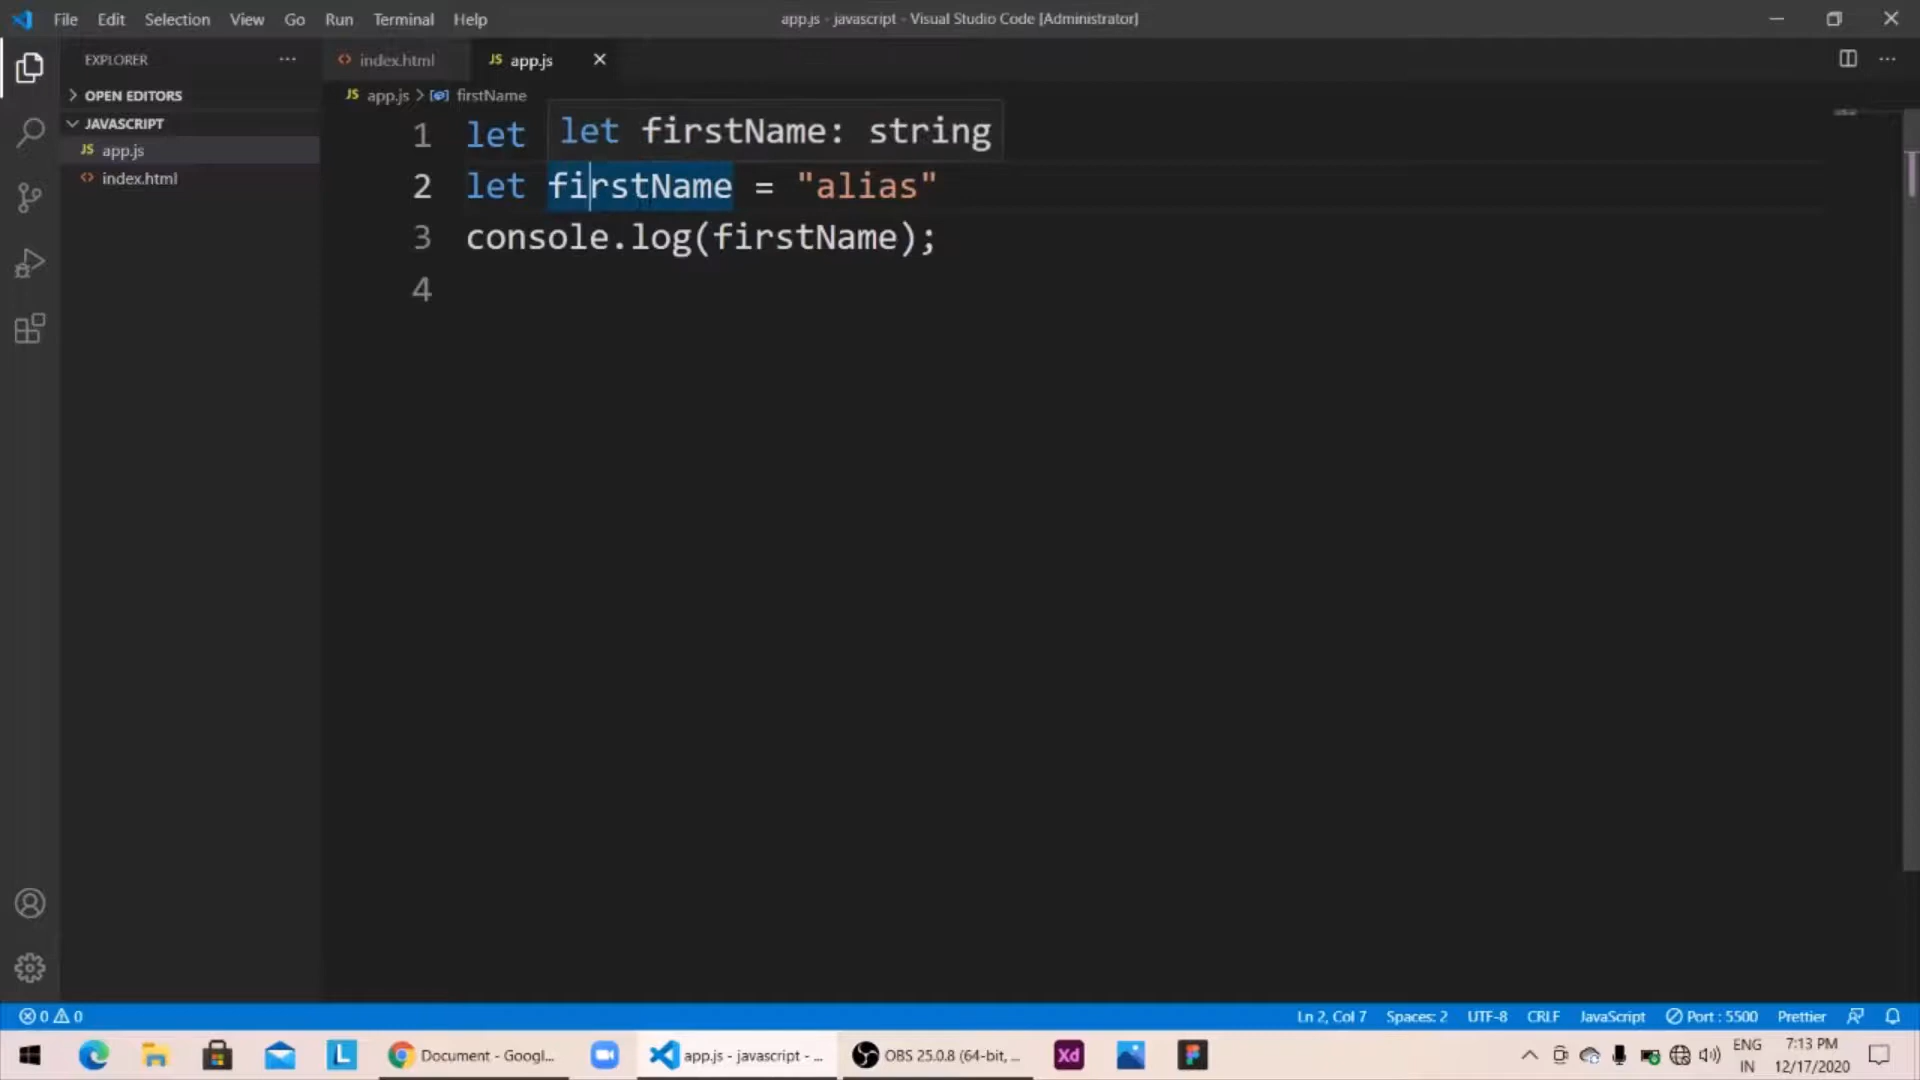 File Edit Selection View Go Run Terminal Help
app.js - javascript - Visual Studio Code [Administrator]
EXPLORER
index.html
JS app.js
OPEN EDITORS
JS app.js > firstName
JAVASCRIPT
JS app.js
index.html
1 let
let firstName: string
2 let firstName = "alias"
3 console.log(firstName);
4
0 0
Ln 2, Col 7 Spaces: 2 UTF-8 CRLF JavaScript Port : 5500 Prettier
L
Document - Googl...
app.js - javascript - ...
OBS 25.0.8 (64-bit, ...
Xd
ENG
IN
7:13 PM
12/17/2020